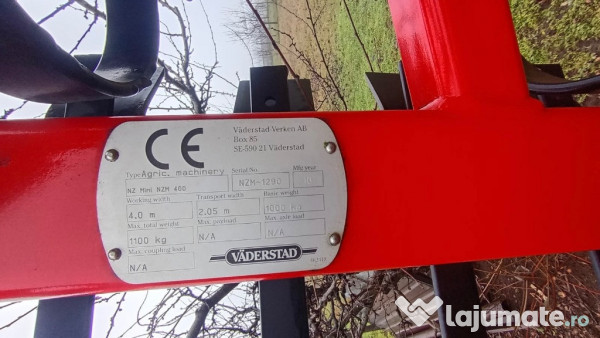 CE
Väderstad-Verken AB
Box 85
SE-590 21 Väderstad
Type Agric. machinery
NZ Mini NZM 400
Serial No
NZM-1290
Mfg year
Working width
4.0 m
Transport width
2.05 m
Basic weight
1000 kg
Max. total weight
1100 kg
Max. payload
N/A
Max. axle load
N/A
Max. coupling load
N/A
VÄDERSTAD
lajumate.ro